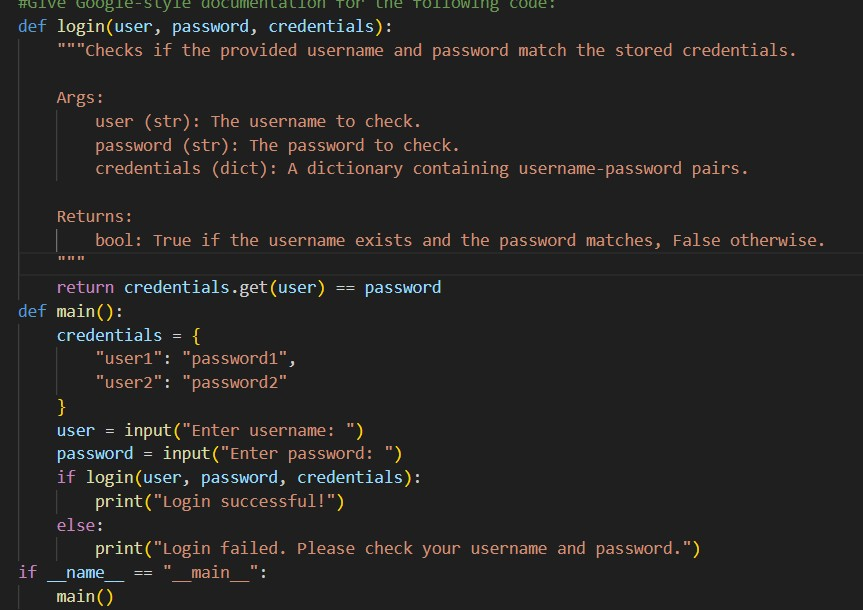 #Give Google-style documentation for the following code:
def login(user, password, credentials):
    """Checks if the provided username and password match the stored credentials.

    Args:
        user (str): The username to check.
        password (str): The password to check.
        credentials (dict): A dictionary containing username-password pairs.

    Returns:
        bool: True if the username exists and the password matches, False otherwise.
    """
    return credentials.get(user) == password
def main():
    credentials = {
        "user1": "password1",
        "user2": "password2"
    }
    user = input("Enter username: ")
    password = input("Enter password: ")
    if login(user, password, credentials):
        print("Login successful!")
    else:
        print("Login failed. Please check your username and password.")
if __name__ == "__main__":
    main()